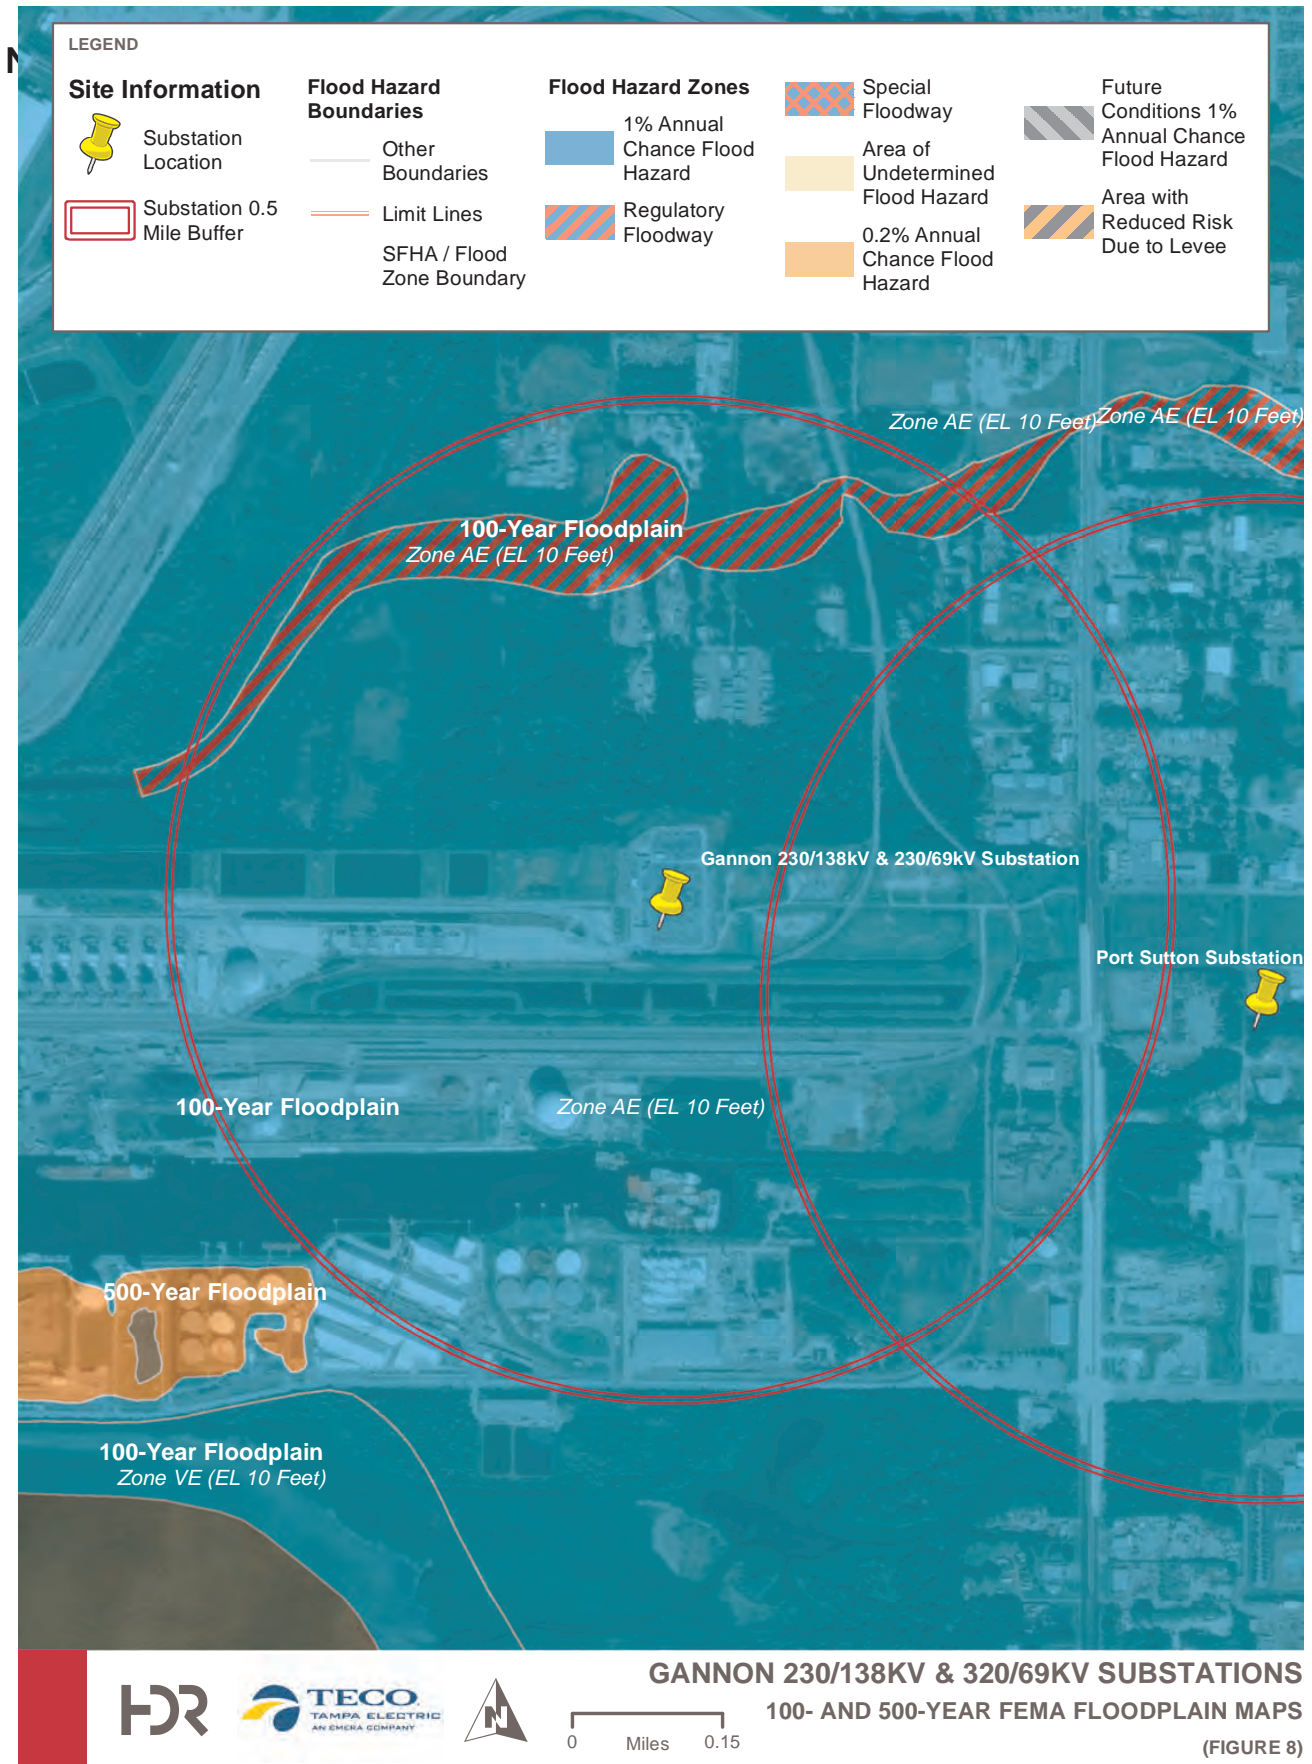 N
LEGEND
Site Information
Substation
Location
Substation 0.5
Mile Buffer
Flood Hazard
Boundaries
Other
Boundaries
Limit Lines
SFHA / Flood
Zone Boundary
Flood Hazard Zones
1% Annual
Chance Flood
Hazard
Regulatory
Floodway
Special
Floodway
Area of
Undetermined
Flood Hazard
0.2% Annual
Chance Flood
Hazard
Future
Conditions 1%
Annual Chance
Flood Hazard
Area with
Reduced Risk
Due to Levee
Zone AE (EL 10 Feet)
Zone AE (EL 10 Feet)
100-Year Floodplain
Zone AE (EL 10 Feet)
Gannon 230/138kV & 230/69kV Substation
Port Sutton Substation
100-Year Floodplain
Zone AE (EL 10 Feet)
500-Year Floodplain
100-Year Floodplain
Zone VE (EL 10 Feet)
HDR
TECO
TAMPA ELECTRIC
AN EMERA COMPANY
N
0 Miles 0.15
GANNON 230/138KV & 320/69KV SUBSTATIONS
100- AND 500-YEAR FEMA FLOODPLAIN MAPS
(FIGURE 8)